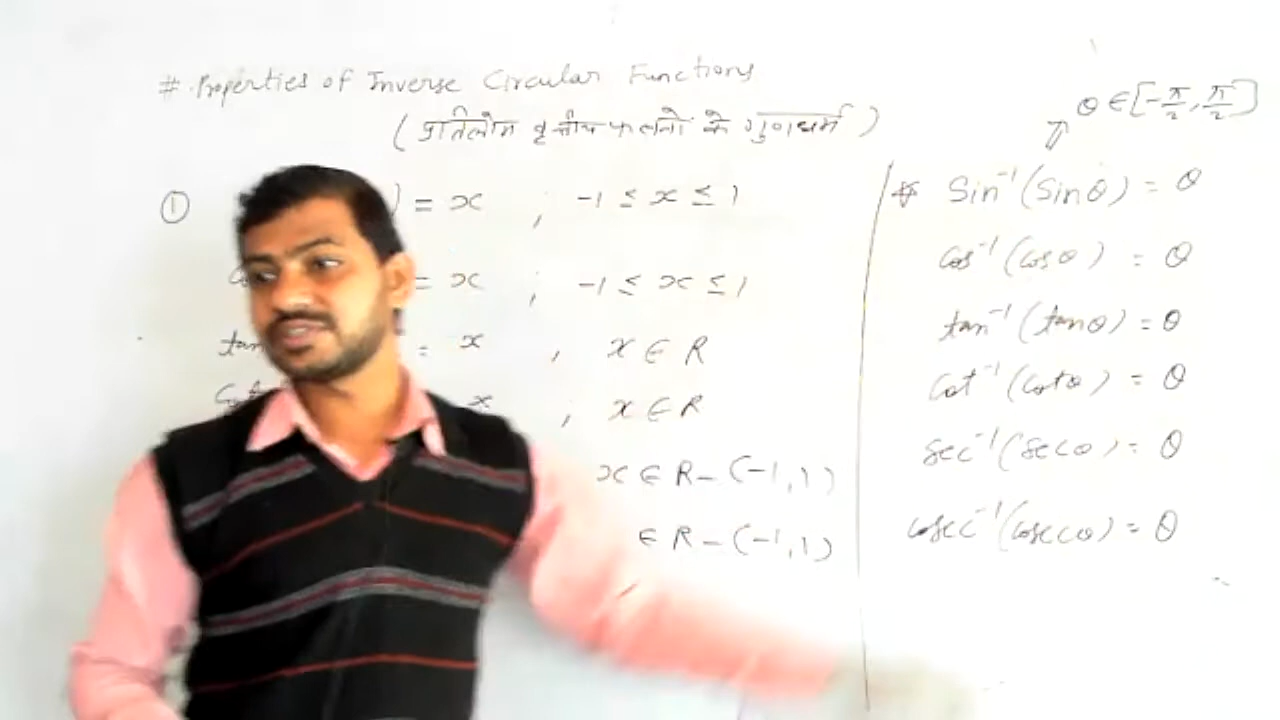 # Properties of Inverse Circular Functions
(प्रतिलोम वृत्तीय फलनों के गुणधर्म)
① ) = x ; -1 ≤ x ≤ 1
= x ; -1 ≤ x ≤ 1
tan = x , x ∈ R
x ; x ∈ R
x ∈ R - (-1, 1)
∈ R - (-1, 1)
θ ∈ [-π/2, π/2]
* Sin⁻¹(Sinθ) = θ
cos⁻¹(cosθ) = θ
tan⁻¹(tanθ) = θ
cot⁻¹(cotθ) = θ
sec⁻¹(secθ) = θ
cosec⁻¹(cosecθ) = θ